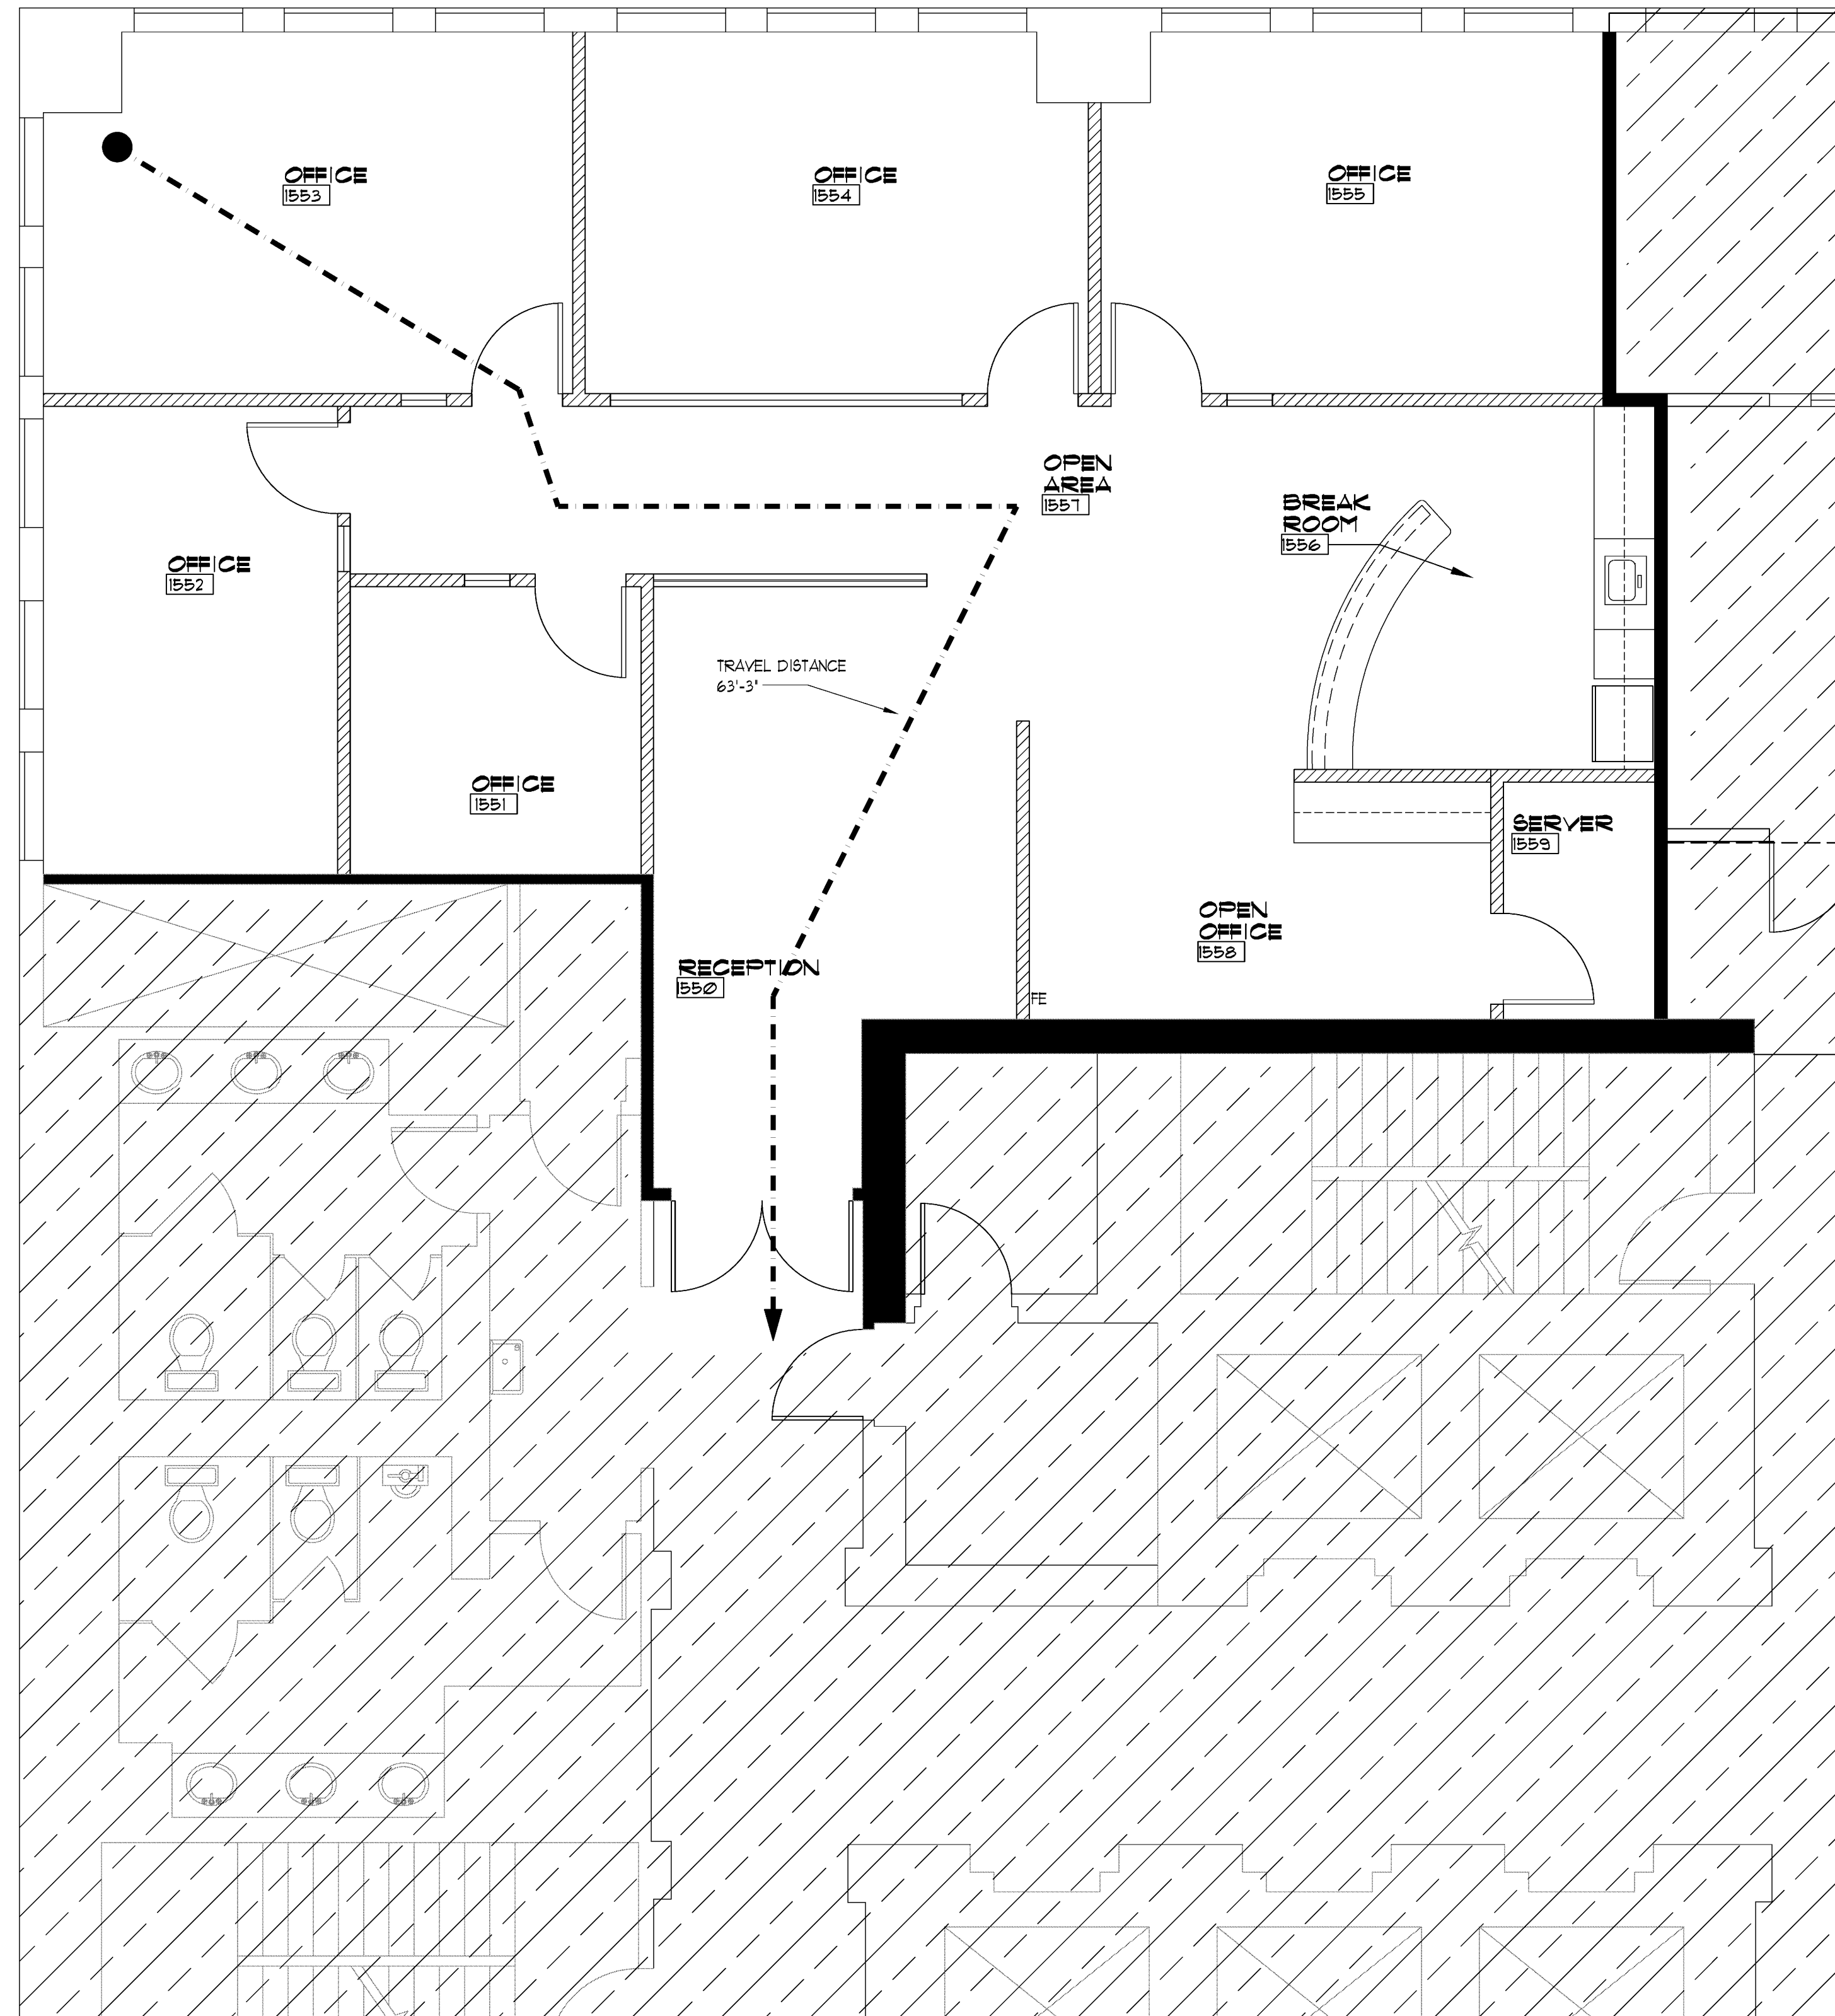 OFFICE
1553
OFFICE
1554
OFFICE
1555
OPEN
AREA
1557
BREAK
ROOM
1556
OFFICE
1552
TRAVEL DISTANCE
63'-3"
OFFICE
1551
SERVER
1559
OPEN
OFFICE
1558
RECEPTION
1550
FE